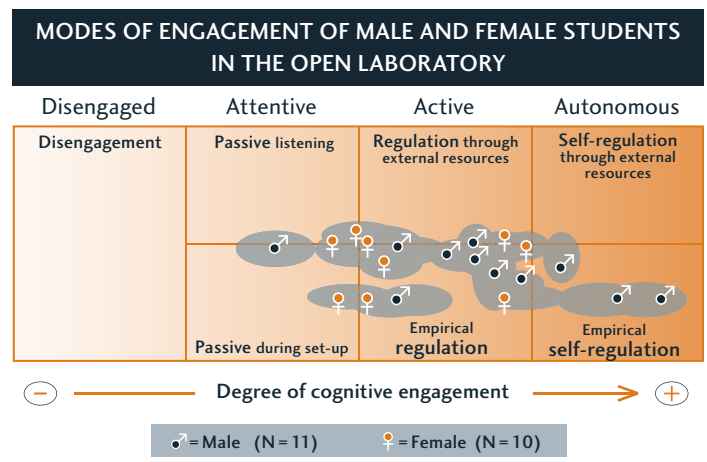 MODES OF ENGAGEMENT OF MALE AND FEMALE STUDENTS
IN THE OPEN LABORATORY
Disengaged Attentive Active Autonomous
Disengagement
Passive listening
Regulation through
external resources
Self-regulation
through external
resources
Passive during set-up
Empirical
regulation
Empirical
self-regulation
− Degree of cognitive engagement +
= Male (N = 11) = Female (N = 10)